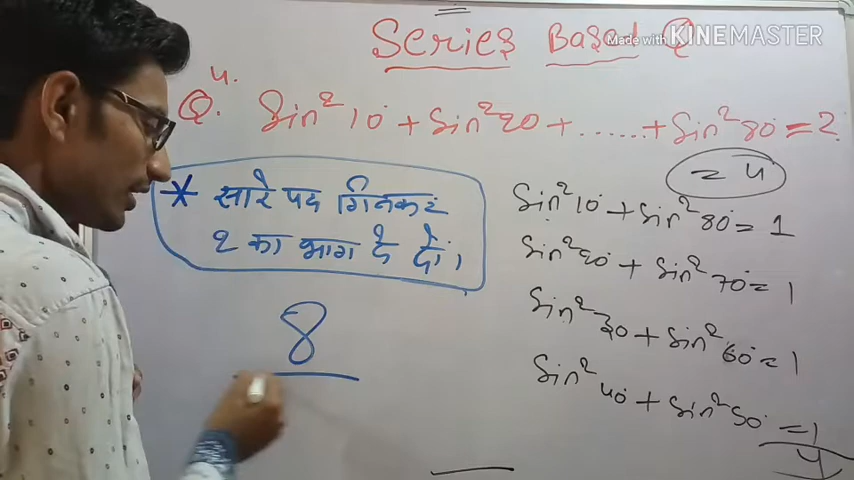 Series Based Q
Made with KINEMASTER
Q.4. Sin²10° + Sin²20° + ...... + Sin²80° = ?
= 4
* सारे पद गिनकर
2 का भाग दे दो।
8
Sin²10° + Sin²80° = 1
Sin²20° + Sin²70° = 1
Sin²30° + Sin²60° = 1
Sin²40° + Sin²50° = 1
4